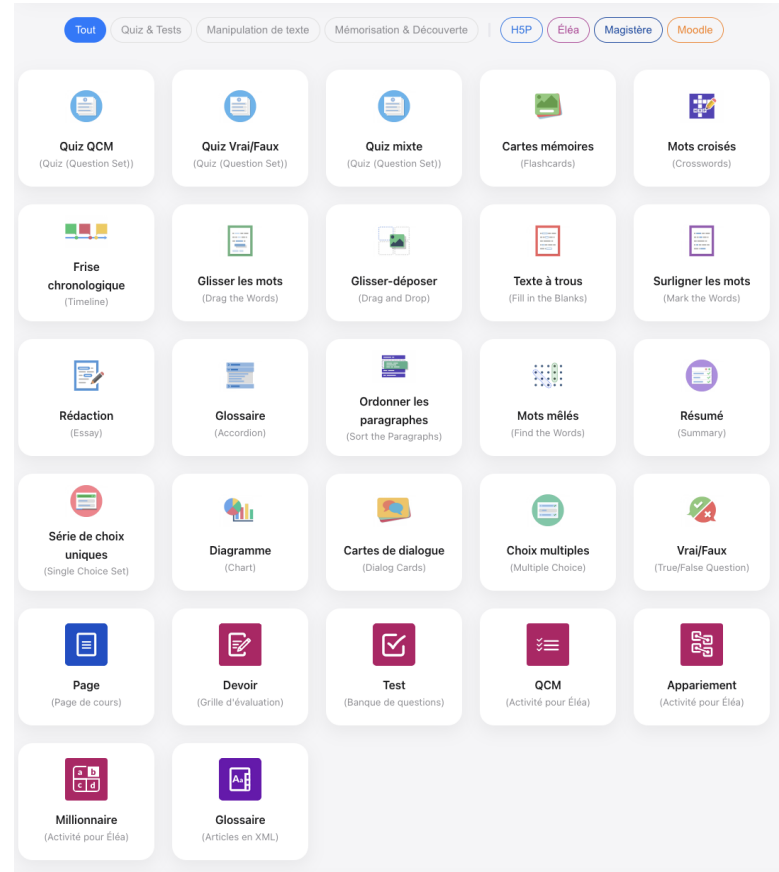 Tout Quiz & Tests Manipulation de texte Mémorisation & Découverte H5P Éléa Magistère Moodle
Quiz QCM
(Quiz (Question Set))
Quiz Vrai/Faux
(Quiz (Question Set))
Quiz mixte
(Quiz (Question Set))
Cartes mémoires
(Flashcards)
Mots croisés
(Crosswords)
Frise
chronologique
(Timeline)
Glisser les mots
(Drag the Words)
Glisser-déposer
(Drag and Drop)
Texte à trous
(Fill in the Blanks)
Surligner les mots
(Mark the Words)
Rédaction
(Essay)
Glossaire
(Accordion)
Ordonner les
paragraphes
(Sort the Paragraphs)
Mots mêlés
(Find the Words)
Résumé
(Summary)
Série de choix
uniques
(Single Choice Set)
Diagramme
(Chart)
Cartes de dialogue
(Dialog Cards)
Choix multiples
(Multiple Choice)
Vrai/Faux
(True/False Question)
Page
(Page de cours)
Devoir
(Grille d'évaluation)
Test
(Banque de questions)
QCM
(Activité pour Éléa)
Appariement
(Activité pour Éléa)
a b
c d
Millionnaire
(Activité pour Éléa)
Aa
Glossaire
(Articles en XML)